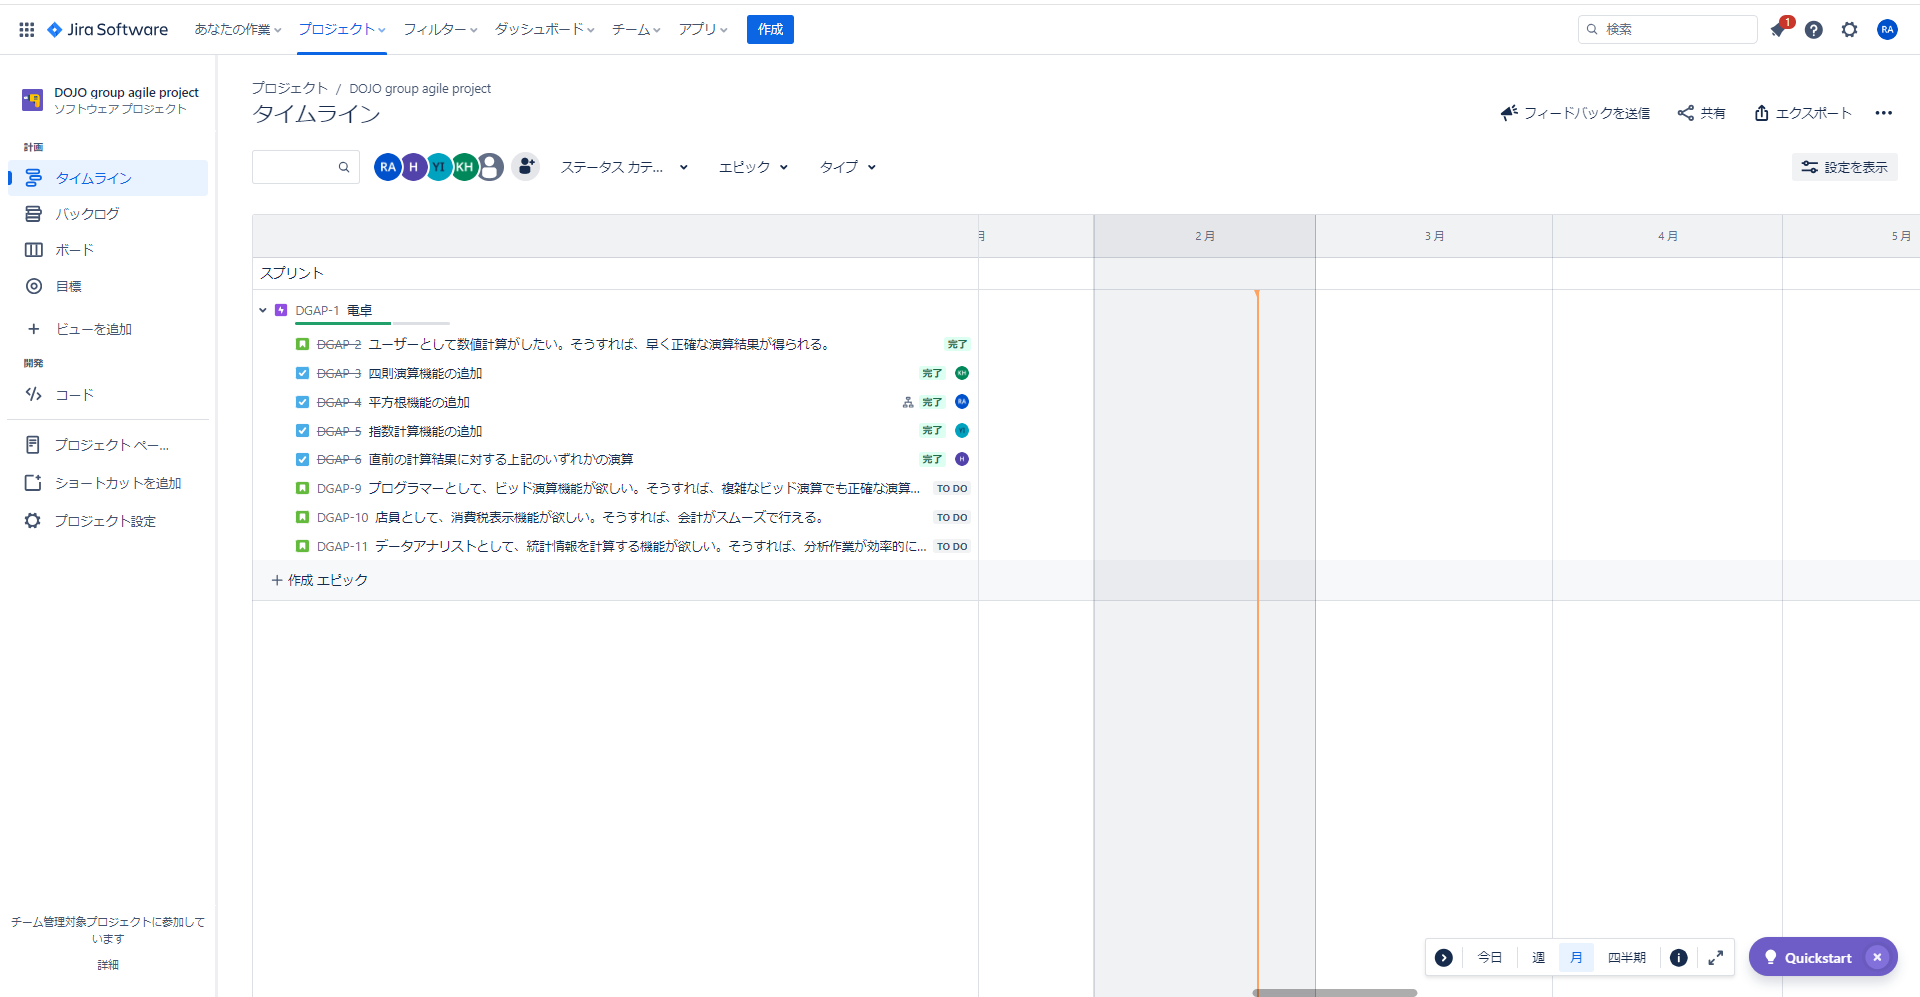 Jira Software
あなたの作業
プロジェクト
フィルター
ダッシュボード
チーム
アプリ
作成
検索
1
RA
DOJO group agile project
ソフトウェア プロジェクト
計画
タイムライン
バックログ
ボード
目標
ビューを追加
開発
コード
プロジェクト ペー...
ショートカットを追加
プロジェクト設定
チーム管理対象プロジェクトに参加して
います
詳細
プロジェクト / DOJO group agile project
タイムライン
フィードバックを送信
共有
エクスポート
RA H YI KH
ステータス カテ...
エピック
タイプ
設定を表示
月 2 月 3 月 4 月 5 月
スプリント
DGAP-1 電卓
DGAP-2 ユーザーとして数値計算がしたい。そうすれば、早く正確な演算結果が得られる。 完了
DGAP-3 四則演算機能の追加 完了 KH
DGAP-4 平方根機能の追加 完了 RA
DGAP-5 指数計算機能の追加 完了 YI
DGAP-6 直前の計算結果に対する上記のいずれかの演算 完了 H
DGAP-9 プログラマーとして、ビッド演算機能が欲しい。そうすれば、複雑なビッド演算でも正確な演算... TO DO
DGAP-10 店員として、消費税表示機能が欲しい。そうすれば、会計がスムーズで行える。 TO DO
DGAP-11 データアナリストとして、統計情報を計算する機能が欲しい。そうすれば、分析作業が効率的に... TO DO
+ 作成 エピック
今日
週
月
四半期
Quickstart